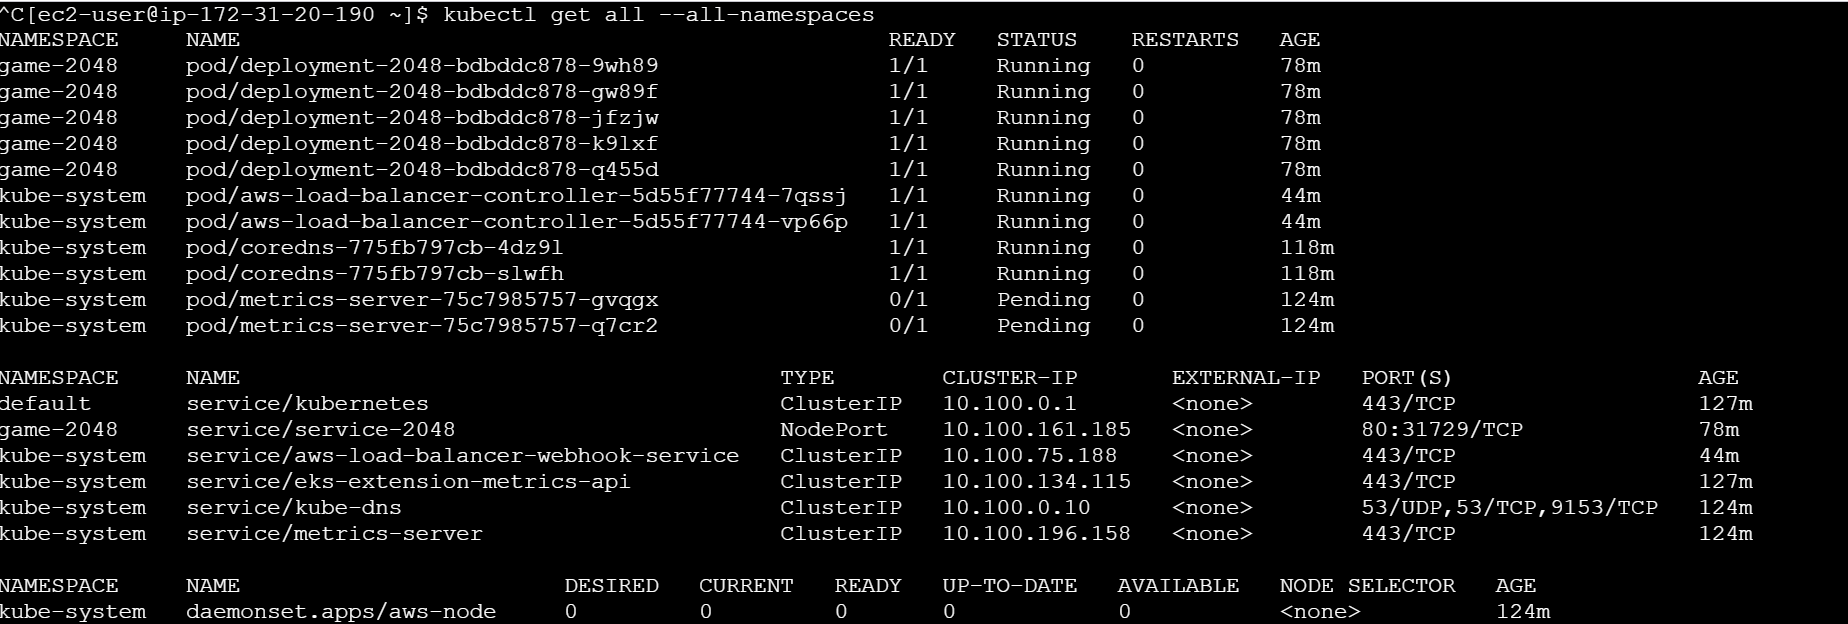 ^C[ec2-user@ip-172-31-20-190 ~]$ kubectl get all --all-namespaces
NAMESPACE     NAME                                                READY   STATUS    RESTARTS   AGE
game-2048     pod/deployment-2048-bdbddc878-9wh89                 1/1     Running   0          78m
game-2048     pod/deployment-2048-bdbddc878-gw89f                 1/1     Running   0          78m
game-2048     pod/deployment-2048-bdbddc878-jfzjw                 1/1     Running   0          78m
game-2048     pod/deployment-2048-bdbddc878-k9lxf                 1/1     Running   0          78m
game-2048     pod/deployment-2048-bdbddc878-q455d                 1/1     Running   0          78m
kube-system   pod/aws-load-balancer-controller-5d55f77744-7qssj   1/1     Running   0          44m
kube-system   pod/aws-load-balancer-controller-5d55f77744-vp66p   1/1     Running   0          44m
kube-system   pod/coredns-775fb797cb-4dz9l                        1/1     Running   0          118m
kube-system   pod/coredns-775fb797cb-slwfh                        1/1     Running   0          118m
kube-system   pod/metrics-server-75c7985757-gvqgx                 0/1     Pending   0          124m
kube-system   pod/metrics-server-75c7985757-q7cr2                 0/1     Pending   0          124m
NAMESPACE     NAME                                        TYPE        CLUSTER-IP       EXTERNAL-IP   PORT(S)                  AGE
default       service/kubernetes                          ClusterIP   10.100.0.1       <none>        443/TCP                  127m
game-2048     service/service-2048                        NodePort    10.100.161.185   <none>        80:31729/TCP             78m
kube-system   service/aws-load-balancer-webhook-service   ClusterIP   10.100.75.188    <none>        443/TCP                  44m
kube-system   service/eks-extension-metrics-api           ClusterIP   10.100.134.115   <none>        443/TCP                  127m
kube-system   service/kube-dns                            ClusterIP   10.100.0.10      <none>        53/UDP,53/TCP,9153/TCP   124m
kube-system   service/metrics-server                      ClusterIP   10.100.196.158   <none>        443/TCP                  124m
NAMESPACE     NAME                        DESIRED   CURRENT   READY   UP-TO-DATE   AVAILABLE   NODE SELECTOR   AGE
kube-system   daemonset.apps/aws-node     0         0         0       0            0           <none>          124m